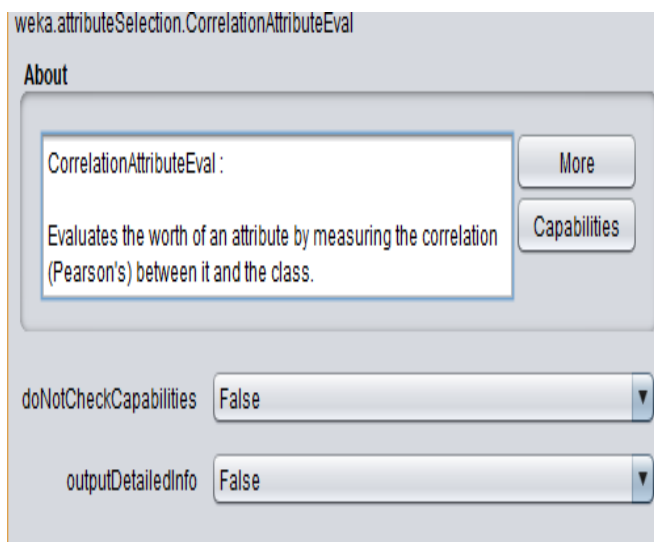 weka.attributeSelection.CorrelationAttributeEval
About
CorrelationAttributeEval :
More
Evaluates the worth of an attribute by measuring the correlation
(Pearson's) between it and the class.
Capabilities
doNotCheckCapabilities False
outputDetailedInfo False